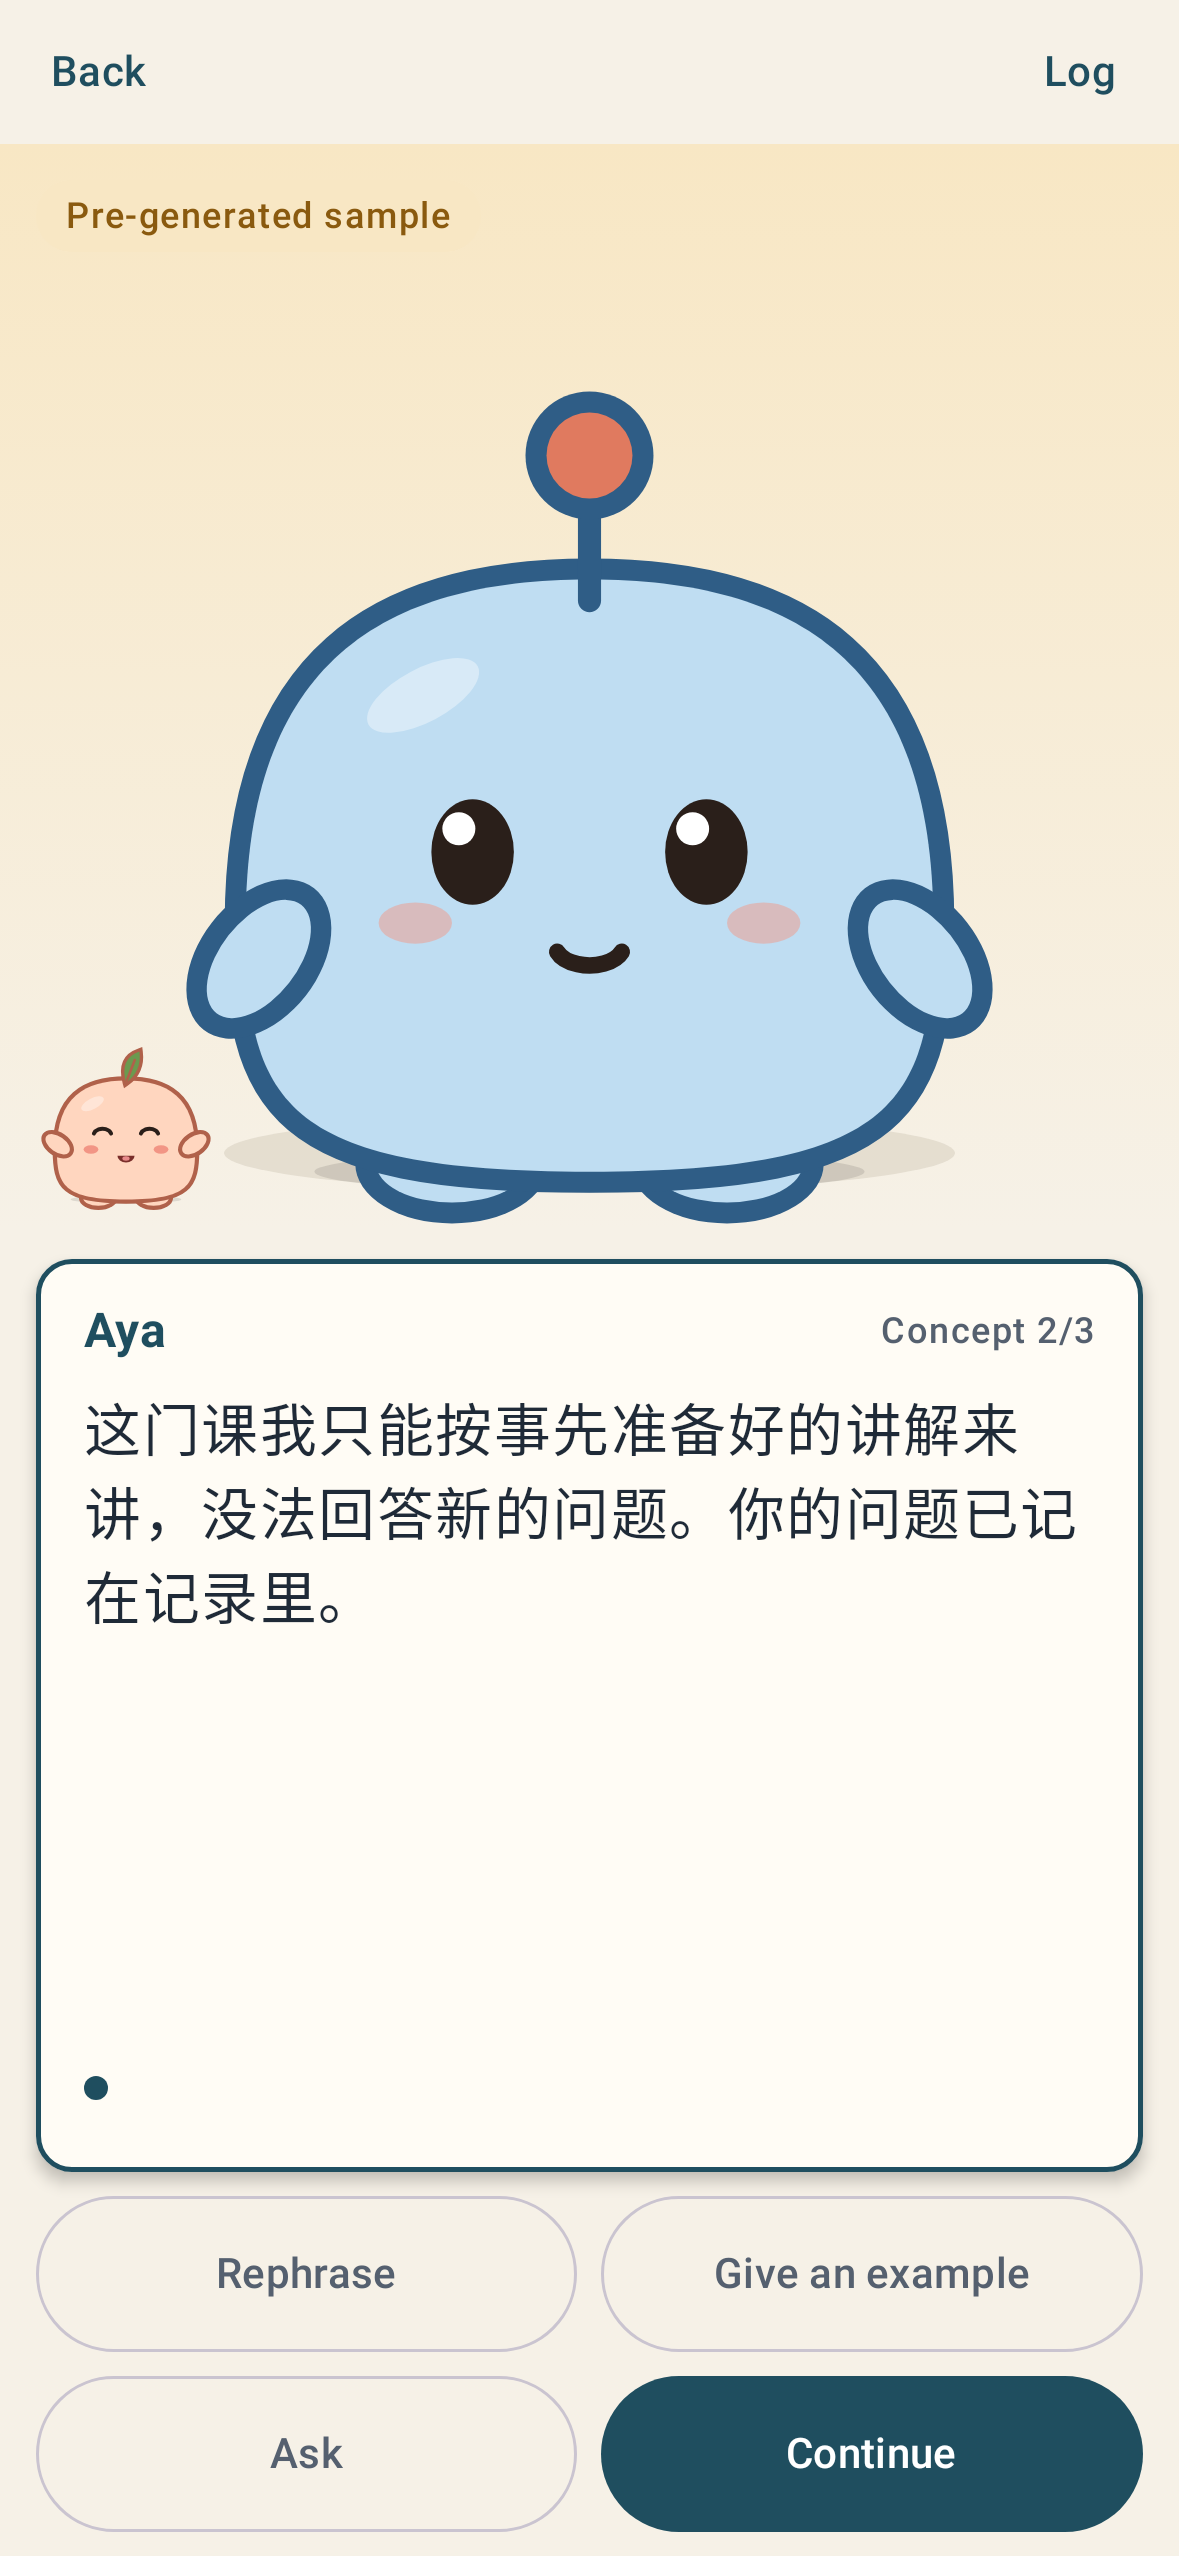 Back
Log
Pre-generated sample
Aya
Concept 2/3
这门课我只能按事先准备好的讲解来
讲，没法回答新的问题。你的问题已记
在记录里。
Rephrase
Give an example
Ask
Continue